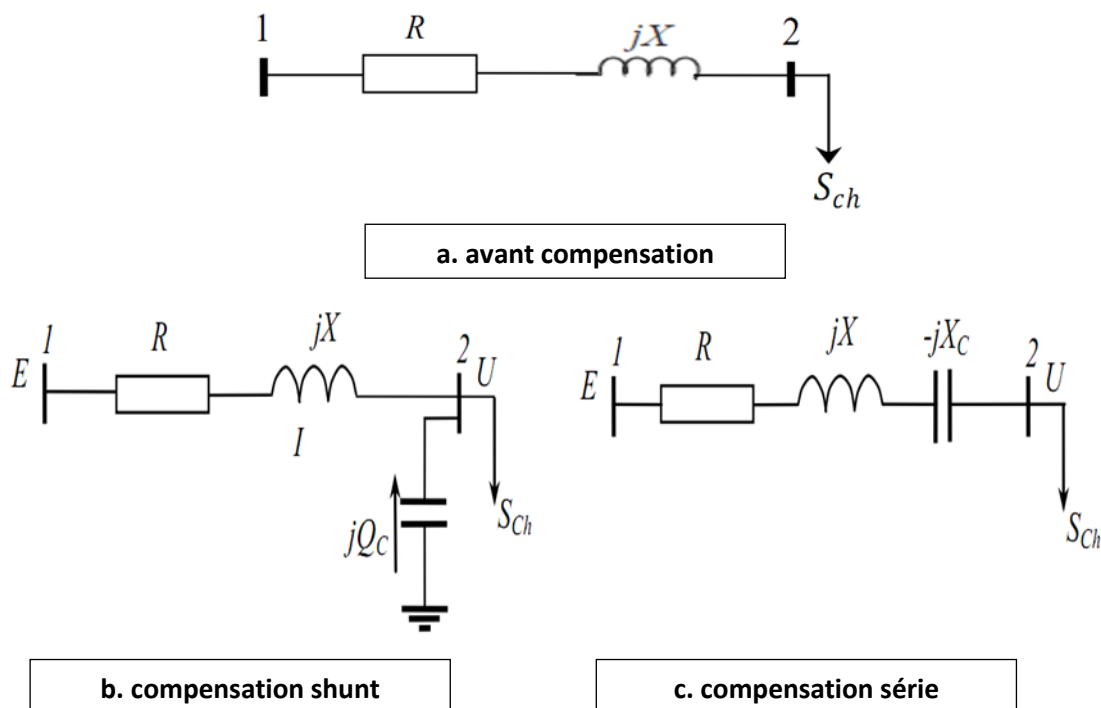 1 R jX 2
S_ch
a. avant compensation
1 R jX 2
E U
I
jQ_C S_Ch
b. compensation shunt
1 R jX -jX_C 2
E U
S_Ch
c. compensation série